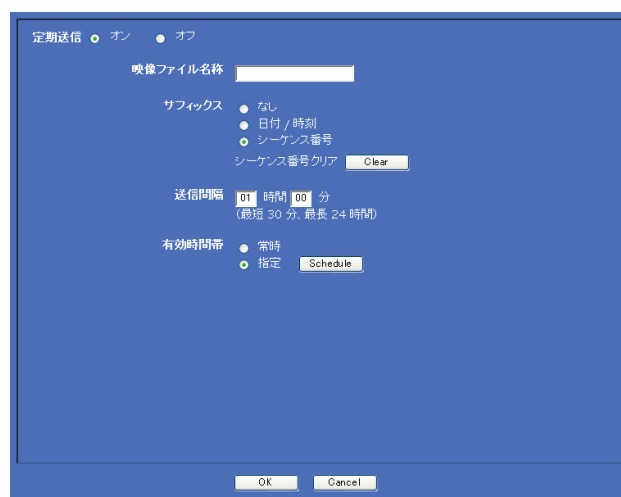 定期送信 オン オフ
映像ファイル名称
サフィックス なし
日付 / 時刻
シーケンス番号
シーケンス番号クリア Clear
送信間隔 01 時間 00 分
(最短 30 分、最長 24 時間)
有効時間帯 常時
指定 Schedule
OK Cancel